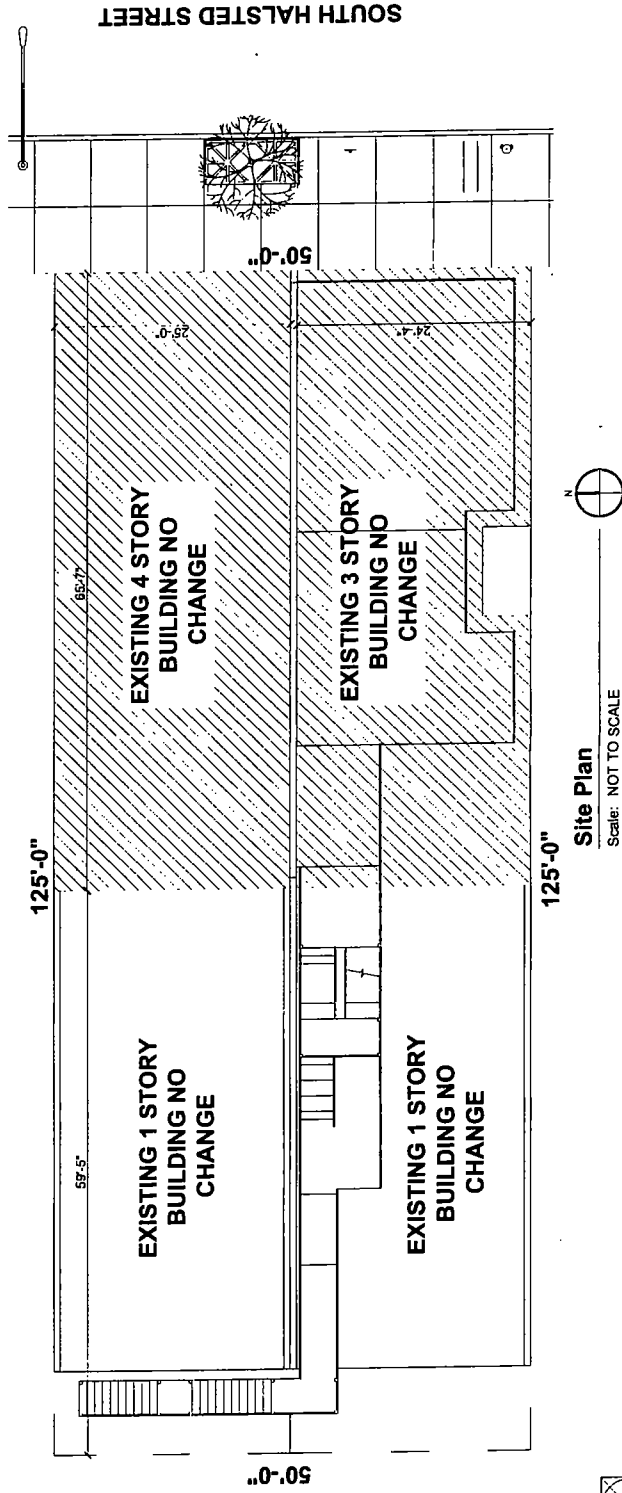 SOUTH HALSTED STREET
125'-0"
59'-5"
65'-7"
50'-0"
25'-0"
24'-4"
EXISTING 1 STORY
BUILDING NO
CHANGE
EXISTING 4 STORY
BUILDING NO
CHANGE
EXISTING 1 STORY
BUILDING NO
CHANGE
EXISTING 3 STORY
BUILDING NO
CHANGE
50'-0"
125'-0"
N
Site Plan
Scale: NOT TO SCALE